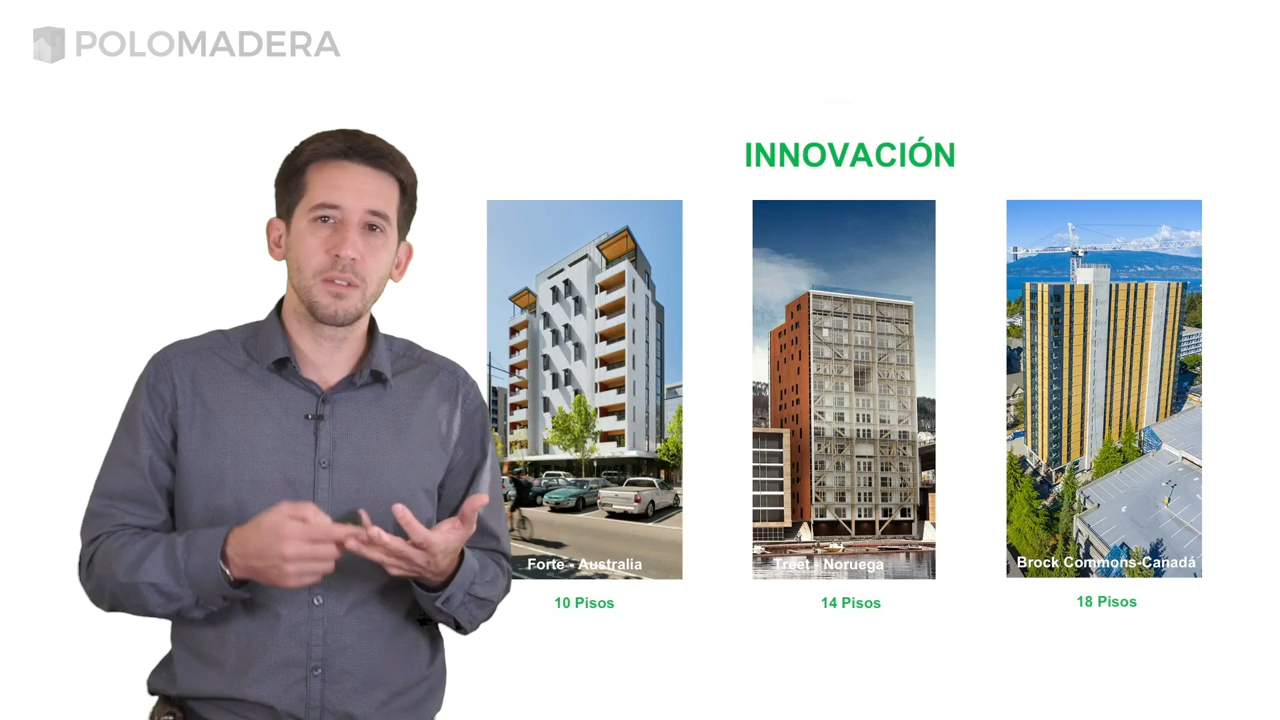 POLOMADERA
INNOVACIÓN
Forte - Australia
Treet - Noruega
Brock Commons-Canadá
10 Pisos
14 Pisos
18 Pisos